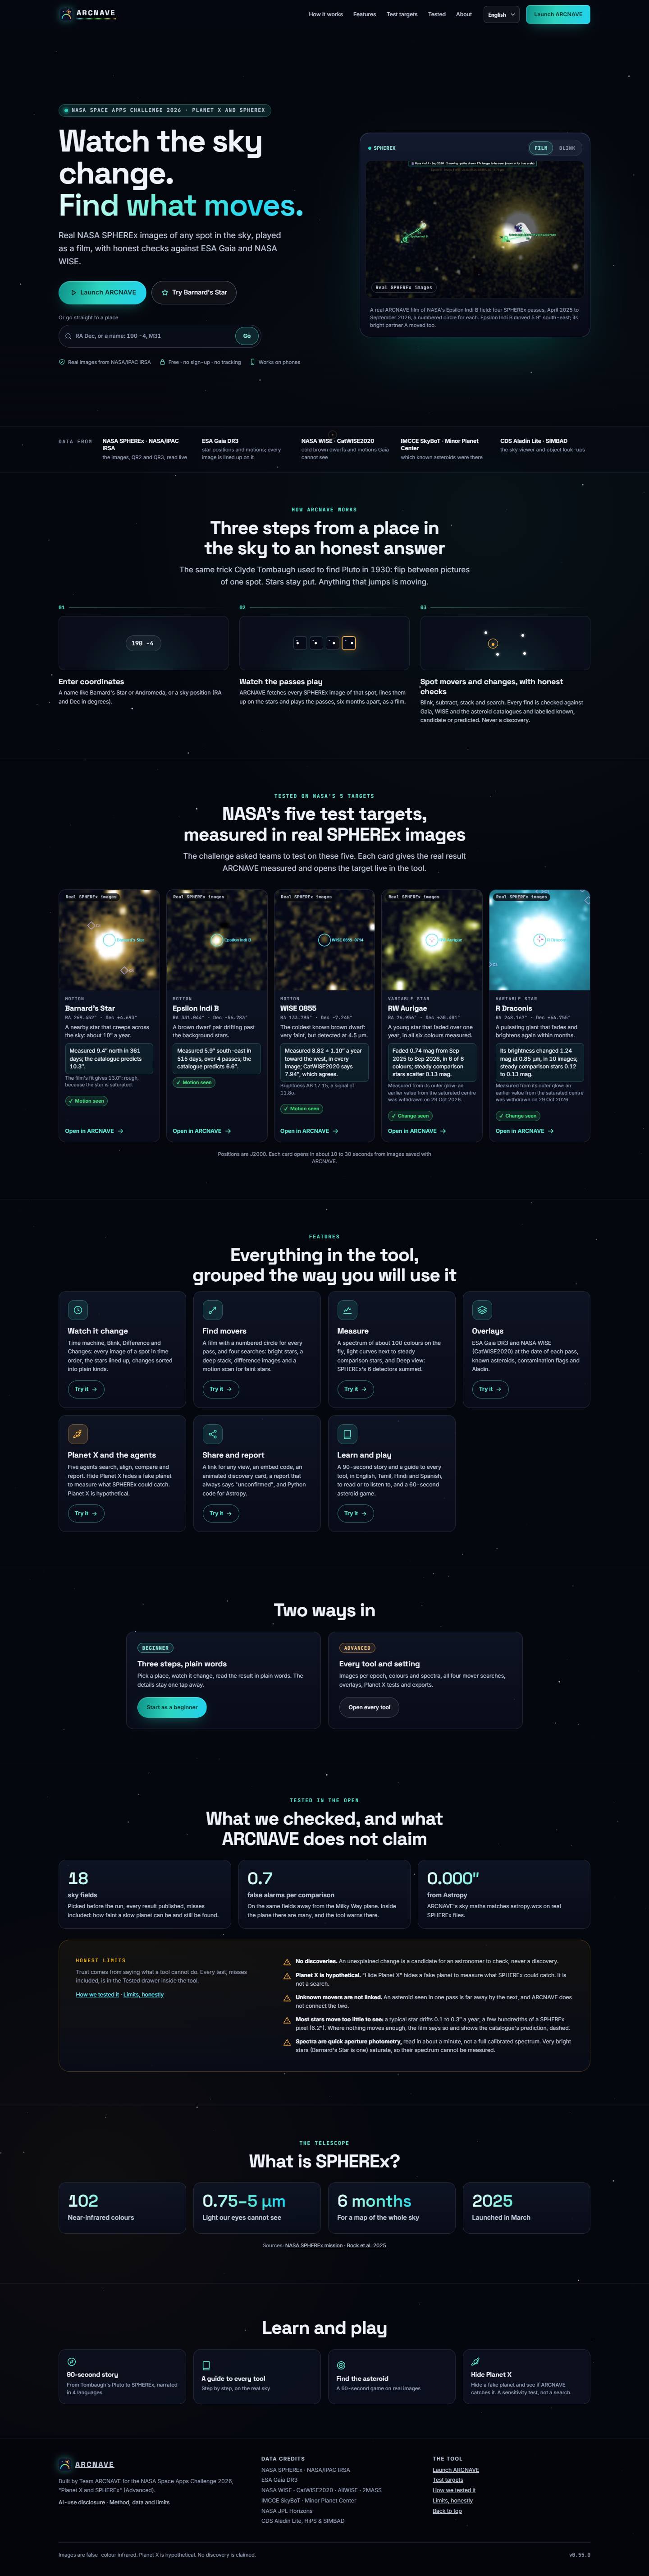 ARCNAVE
How it works
Features
Test targets
Tested
About
English
Launch ARCNAVE
NASA SPACE APPS CHALLENGE 2026 · PLANET X AND SPHEREX
Watch the sky
change.
Find what moves.
Real NASA SPHEREx images of any spot in the sky, played
as a film, with honest checks against ESA Gaia and NASA
WISE.
Launch ARCNAVE
Try Barnard's Star
Or go straight to a place
RA Dec, or a name: 190 -4, M31
Go
Real images from NASA/IPAC IRSA
Free · no sign-up · no tracking
Works on phones
SPHEREX
FILM
BLINK
Real SPHEREx images
A real ARCNAVE film of NASA's Epsilon Indi B field: four SPHEREx passes, April 2025 to
September 2026, a numbered circle for each. Epsilon Indi B moved 5.9" south-east; its
bright partner A moved too.
DATA FROM
NASA SPHEREx · NASA/IPAC
IRSA
the images, QR2 and QR3, read live
ESA Gaia DR3
star positions and motions; every
image is lined up on it
NASA WISE · CatWISE2020
cold brown dwarfs and motions Gaia
cannot see
IMCCE SkyBoT · Minor Planet
Center
which known asteroids were there
CDS Aladin Lite · SIMBAD
the sky viewer and object look-ups
HOW ARCNAVE WORKS
Three steps from a place in
the sky to an honest answer
The same trick Clyde Tombaugh used to find Pluto in 1930: flip between pictures
of one spot. Stars stay put. Anything that jumps is moving.
01
190 -4
Enter coordinates
A name like Barnard's Star or Andromeda, or a sky position (RA
and Dec in degrees).
02
Watch the passes play
ARCNAVE fetches every SPHEREx image of that spot, lines them
up on the stars and plays the passes, six months apart, as a film.
03
Spot movers and changes, with honest
checks
Blink, subtract, stack and search. Every find is checked against
Gaia, WISE and the asteroid catalogues and labelled known,
candidate or predicted. Never a discovery.
TESTED ON NASA'S 5 TARGETS
NASA's five test targets,
measured in real SPHEREx images
The challenge asked teams to test on these five. Each card gives the real result
ARCNAVE measured and opens the target live in the tool.
Real SPHEREx images
MOTION
Barnard's Star
RA 269.452° · Dec +4.693°
A nearby star that creeps across
the sky: about 10" a year.
Measured 9.4" north in 361
days; the catalogue predicts
10.3".
The film's fit gives 13.0": rough,
because the star is saturated.
✓ Motion seen
Open in ARCNAVE →
Real SPHEREx images
Epsilon Indi B
MOTION
Epsilon Indi B
RA 331.044° · Dec -56.783°
A brown dwarf pair drifting past
the background stars.
Measured 5.9" south-east in
515 days, over 4 passes; the
catalogue predicts 6.6".
✓ Motion seen
Open in ARCNAVE →
Real SPHEREx images
WISE 0855-0714
MOTION
WISE 0855
RA 133.795° · Dec -7.245°
The coldest known brown dwarf:
very faint, but detected at 4.5 µm.
Measured 8.82 ± 1.10" a year
toward the west, in every
image; CatWISE2020 says
7.94", which agrees.
Brightness AB 17.15, a signal of
11.8σ.
✓ Motion seen
Open in ARCNAVE →
Real SPHEREx images
VARIABLE STAR
RW Aurigae
RA 76.956° · Dec +30.401°
A young star that faded over one
year, in all six colours measured.
Faded 0.74 mag from Sep
2025 to Sep 2026, in 6 of 6
colours; steady comparison
stars scatter 0.13 mag.
Measured from its outer glow: an
earlier value from the saturated centre
was withdrawn on 29 Oct 2026.
✓ Change seen
Open in ARCNAVE →
Real SPHEREx images
VARIABLE STAR
R Draconis
RA 248.167° · Dec +66.755°
A pulsating giant that fades and
brightens again within months.
Its brightness changed 1.24
mag at 0.85 µm, in 10 images;
steady comparison stars 0.12
to 0.13 mag.
Measured from its outer glow: an
earlier value from the saturated centre
was withdrawn on 29 Oct 2026.
✓ Change seen
Open in ARCNAVE →
Positions are J2000. Each card opens in about 10 to 30 seconds from images saved with
ARCNAVE.
FEATURES
Everything in the tool,
grouped the way you will use it
Watch it change
Time machine, Blink, Difference and
Changes: every image of a spot in time
order, the stars lined up, changes sorted
into plain kinds.
Try it →
Find movers
A film with a numbered circle for every
pass, and four searches: bright stars, a
deep stack, difference images and a
motion scan for faint stars.
Try it →
Measure
A spectrum of about 100 colours on the
fly, light curves next to steady
comparison stars, and Deep view:
SPHEREx's 6 detectors summed.
Try it →
Overlays
ESA Gaia DR3 and NASA WISE
(CatWISE2020) at the date of each pass,
known asteroids, contamination flags and
Aladin.
Try it →
Planet X and the agents
Five agents search, align, compare and
report. Hide Planet X hides a fake planet
to measure what SPHEREx could catch.
Planet X is hypothetical.
Try it →
Share and report
A link for any view, an embed code, an
animated discovery card, a report that
always says "unconfirmed", and Python
code for Astropy.
Try it →
Learn and play
A 90-second story and a guide to every
tool, in English, Tamil, Hindi and Spanish,
to read or to listen to, and a 60-second
asteroid game.
Try it →
Two ways in
BEGINNER
Three steps, plain words
Pick a place, watch it change, read the result in plain words. The
details stay one tap away.
Start as a beginner
ADVANCED
Every tool and setting
Images per epoch, colours and spectra, all four mover searches,
overlays, Planet X tests and exports.
Open every tool
TESTED IN THE OPEN
What we checked, and what
ARCNAVE does not claim
18
sky fields
Picked before the run, every result published, misses
included: how faint a slow planet can be and still be found.
0.7
false alarms per comparison
On the same fields away from the Milky Way plane. Inside
the plane there are many, and the tool warns there.
0.000"
from Astropy
ARCNAVE's sky maths matches astropy.wcs on real
SPHEREx files.
HONEST LIMITS
Trust comes from saying what a tool cannot do. Every test, misses
included, is in the Tested drawer inside the tool.
How we tested it · Limits, honestly
No discoveries. An unexplained change is a candidate for an astronomer to check, never a discovery.
Planet X is hypothetical. "Hide Planet X" hides a fake planet to measure what SPHEREx could catch. It is
not a search.
Unknown movers are not linked. An asteroid seen in one pass is far away by the next, and ARCNAVE does
not connect the two.
Most stars move too little to see: a typical star drifts 0.1 to 0.3" a year, a few hundredths of a SPHEREx
pixel (6.2"). Where nothing moves enough, the film says so and shows the catalogue's prediction, dashed.
Spectra are quick aperture photometry, read in about a minute, not a full calibrated spectrum. Very bright
stars (Barnard's Star is one) saturate, so their spectrum cannot be measured.
THE TELESCOPE
What is SPHEREx?
102
Near-infrared colours
0.75–5 µm
Light our eyes cannot see
6 months
For a map of the whole sky
2025
Launched in March
Sources: NASA SPHEREx mission · Bock et al. 2025
Learn and play
90-second story
From Tombaugh's Pluto to SPHEREx, narrated
in 4 languages
A guide to every tool
Step by step, on the real sky
Find the asteroid
A 60-second game on real images
Hide Planet X
Hide a fake planet and see if ARCNAVE
catches it. A sensitivity test, not a search.
ARCNAVE
Built by Team ARCNAVE for the NASA Space Apps Challenge 2026,
"Planet X and SPHEREx" (Advanced).
AI-use disclosure · Method, data and limits
DATA CREDITS
NASA SPHEREx · NASA/IPAC IRSA
ESA Gaia DR3
NASA WISE · CatWISE2020 · AllWISE · 2MASS
IMCCE SkyBoT · Minor Planet Center
NASA JPL Horizons
CDS Aladin Lite, HiPS & SIMBAD
THE TOOL
Launch ARCNAVE
Test targets
How we tested it
Limits, honestly
Back to top
Images are false-colour infrared. Planet X is hypothetical. No discovery is claimed.
v0.55.0